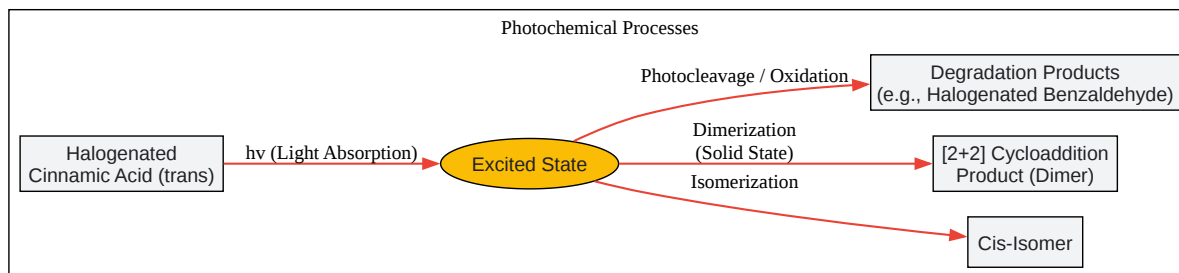 Photochemical Processes
Halogenated
Cinnamic Acid (trans)
hv (Light Absorption)
Excited State
Photocleavage / Oxidation
Degradation Products
(e.g., Halogenated Benzaldehyde)
Dimerization
(Solid State)
[2+2] Cycloaddition
Product (Dimer)
Isomerization
Cis-Isomer